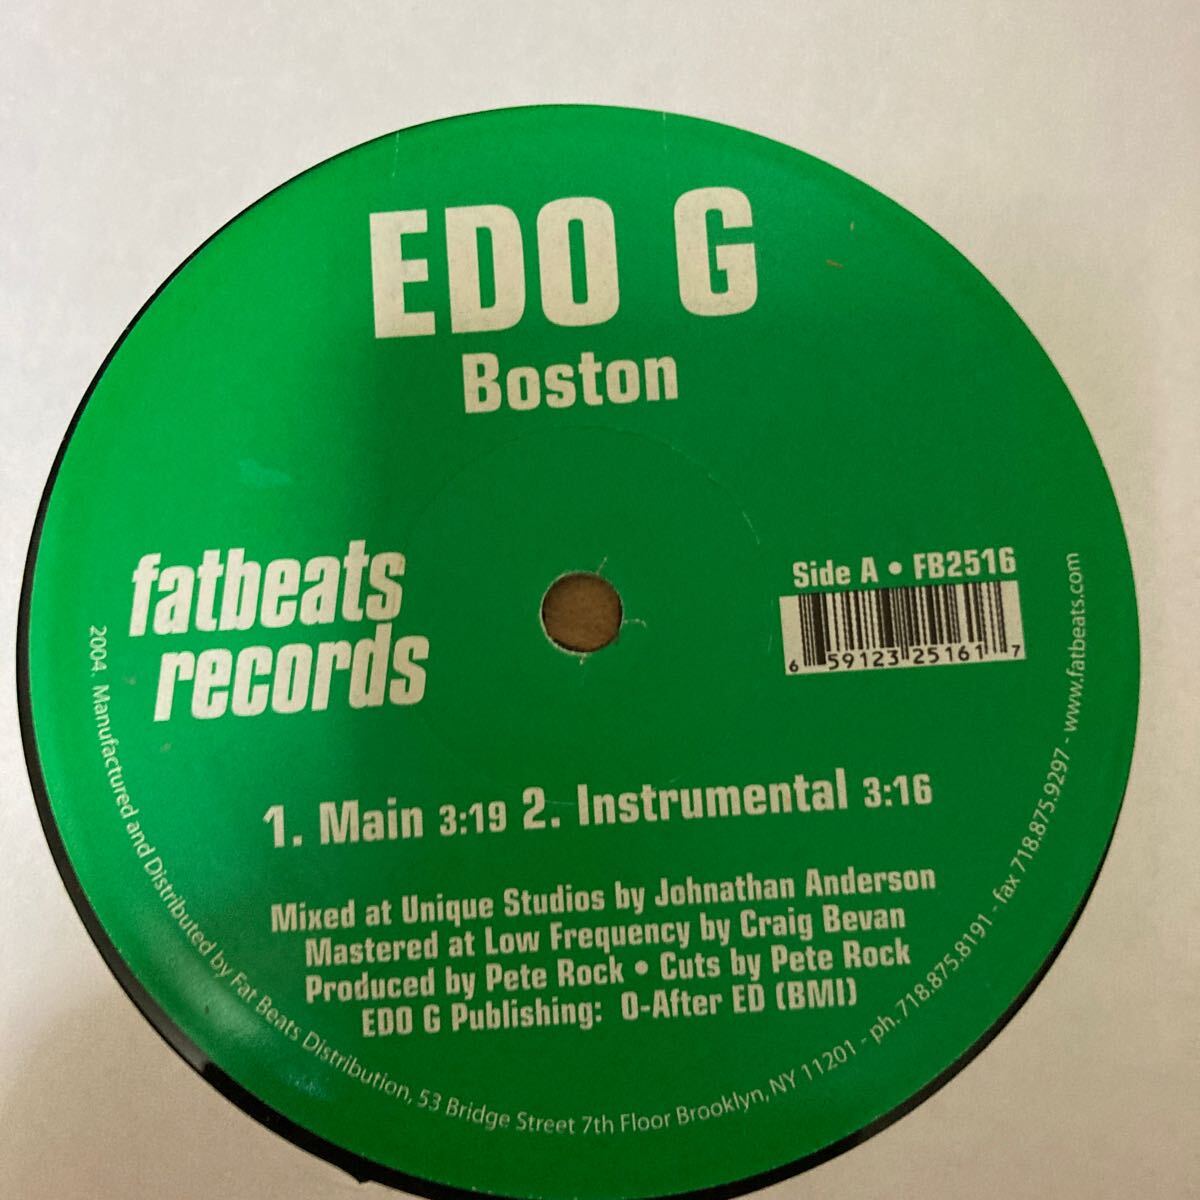 EDO G
Boston
fatbeats
records
Side A • FB2516
6 59123 25161 7
1. Main 3:19 2. Instrumental 3:16
Mixed at Unique Studios by Johnathan Anderson
Mastered at Low Frequency by Craig Bevan
Produced by Pete Rock • Cuts by Pete Rock
EDO G Publishing: O-After ED (BMI)
2004. Manufactured and Distributed by Fat Beats Distribution, 53 Bridge Street 7th Floor Brooklyn, NY 11201 - ph. 718.875.8191 - fax 718.875.9297 - www.fatbeats.com